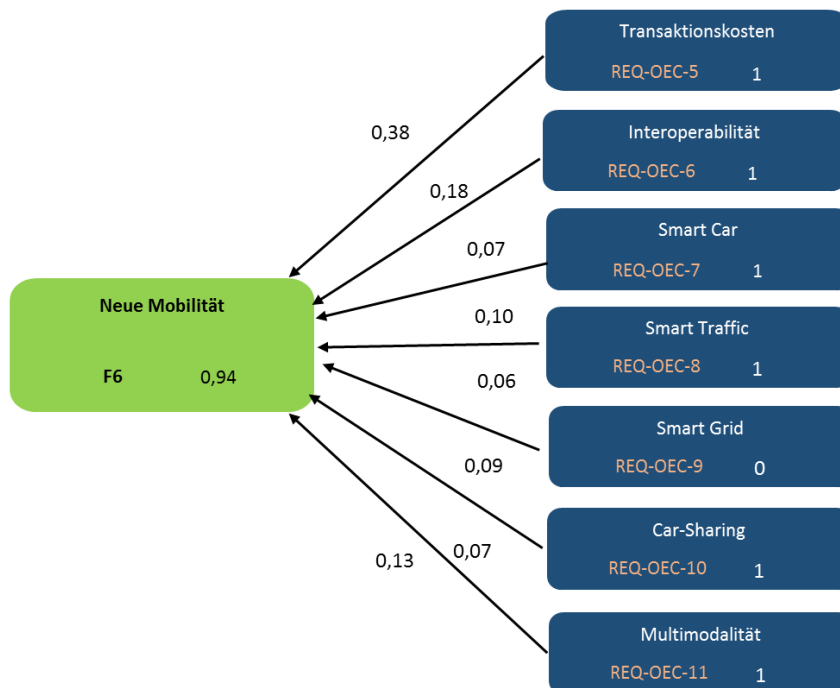 Transaktionskosten
REQ-OEC-5 1
0,38
Interoperabilität
REQ-OEC-6 1
0,18
Smart Car
0,07
REQ-OEC-7 1
Neue Mobilität
0,10
Smart Traffic
REQ-OEC-8 1
F6 0,94
0,06
Smart Grid
REQ-OEC-9 0
0,09
Car-Sharing
0,13
0,07
REQ-OEC-10 1
Multimodalität
REQ-OEC-11 1